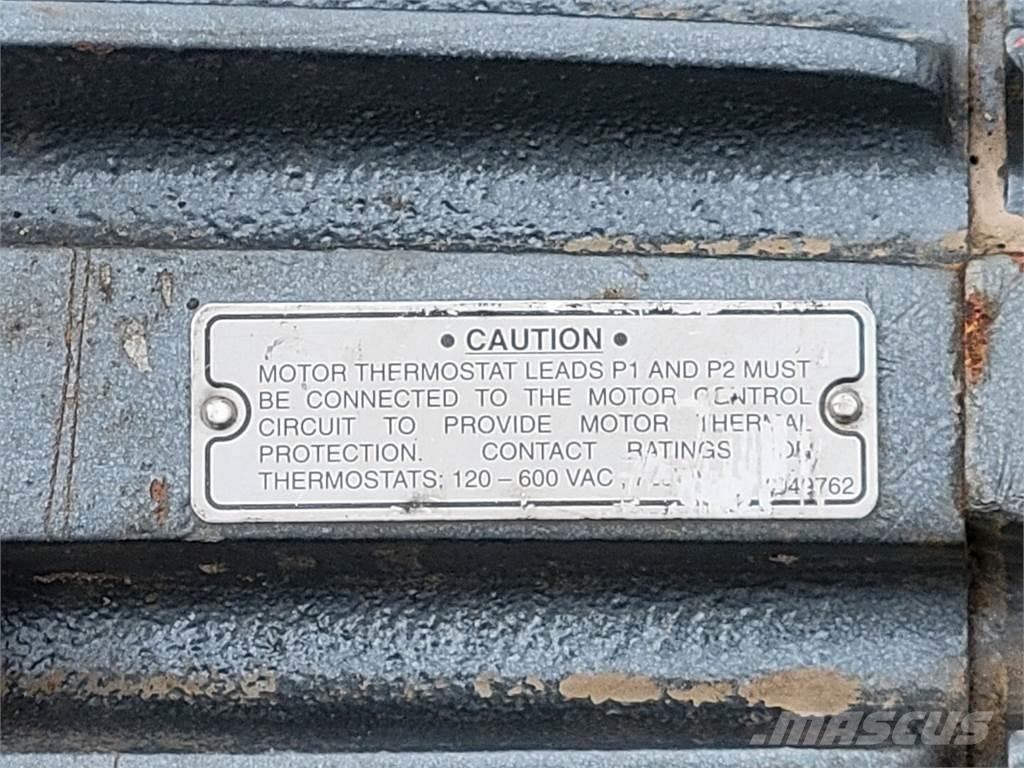 • CAUTION •
MOTOR THERMOSTAT LEADS P1 AND P2 MUST
BE CONNECTED TO THE MOTOR CONTROL
CIRCUIT TO PROVIDE MOTOR THERMAL
PROTECTION. CONTACT RATINGS
THERMOSTATS; 120 – 600 VAC ,
MASCUS